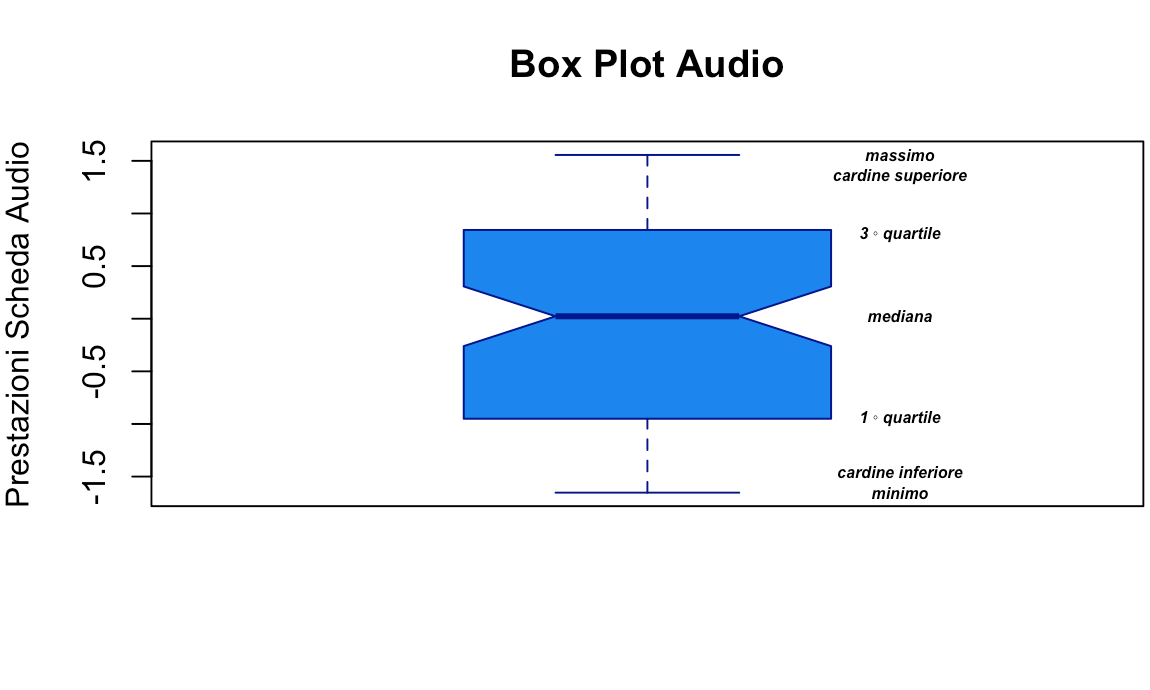 Box Plot Audio
Prestazioni Scheda Audio
1.5
0.5
-0.5
-1.5
massimo
cardine superiore
3 ◦ quartile
mediana
1 ◦ quartile
cardine inferiore
minimo